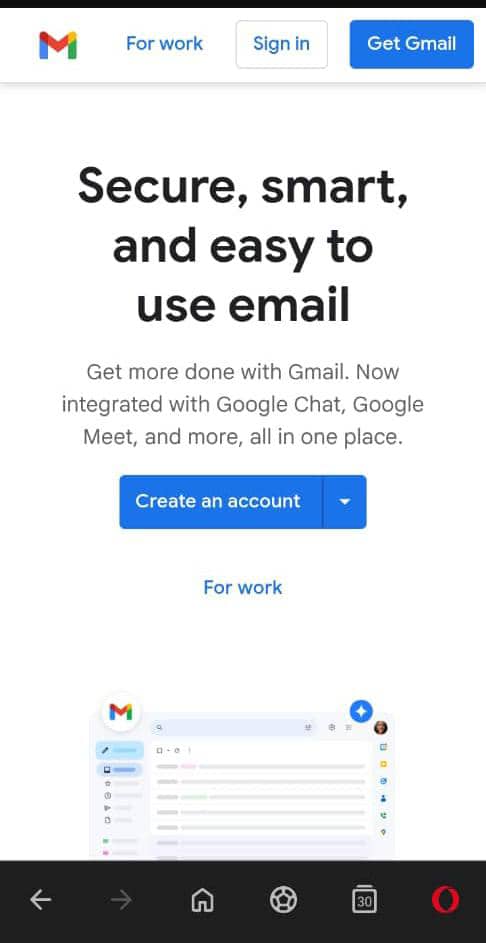 For work
Sign in
Get Gmail
Secure, smart,
and easy to
use email
Get more done with Gmail. Now
integrated with Google Chat, Google
Meet, and more, all in one place.
Create an account
For work
30